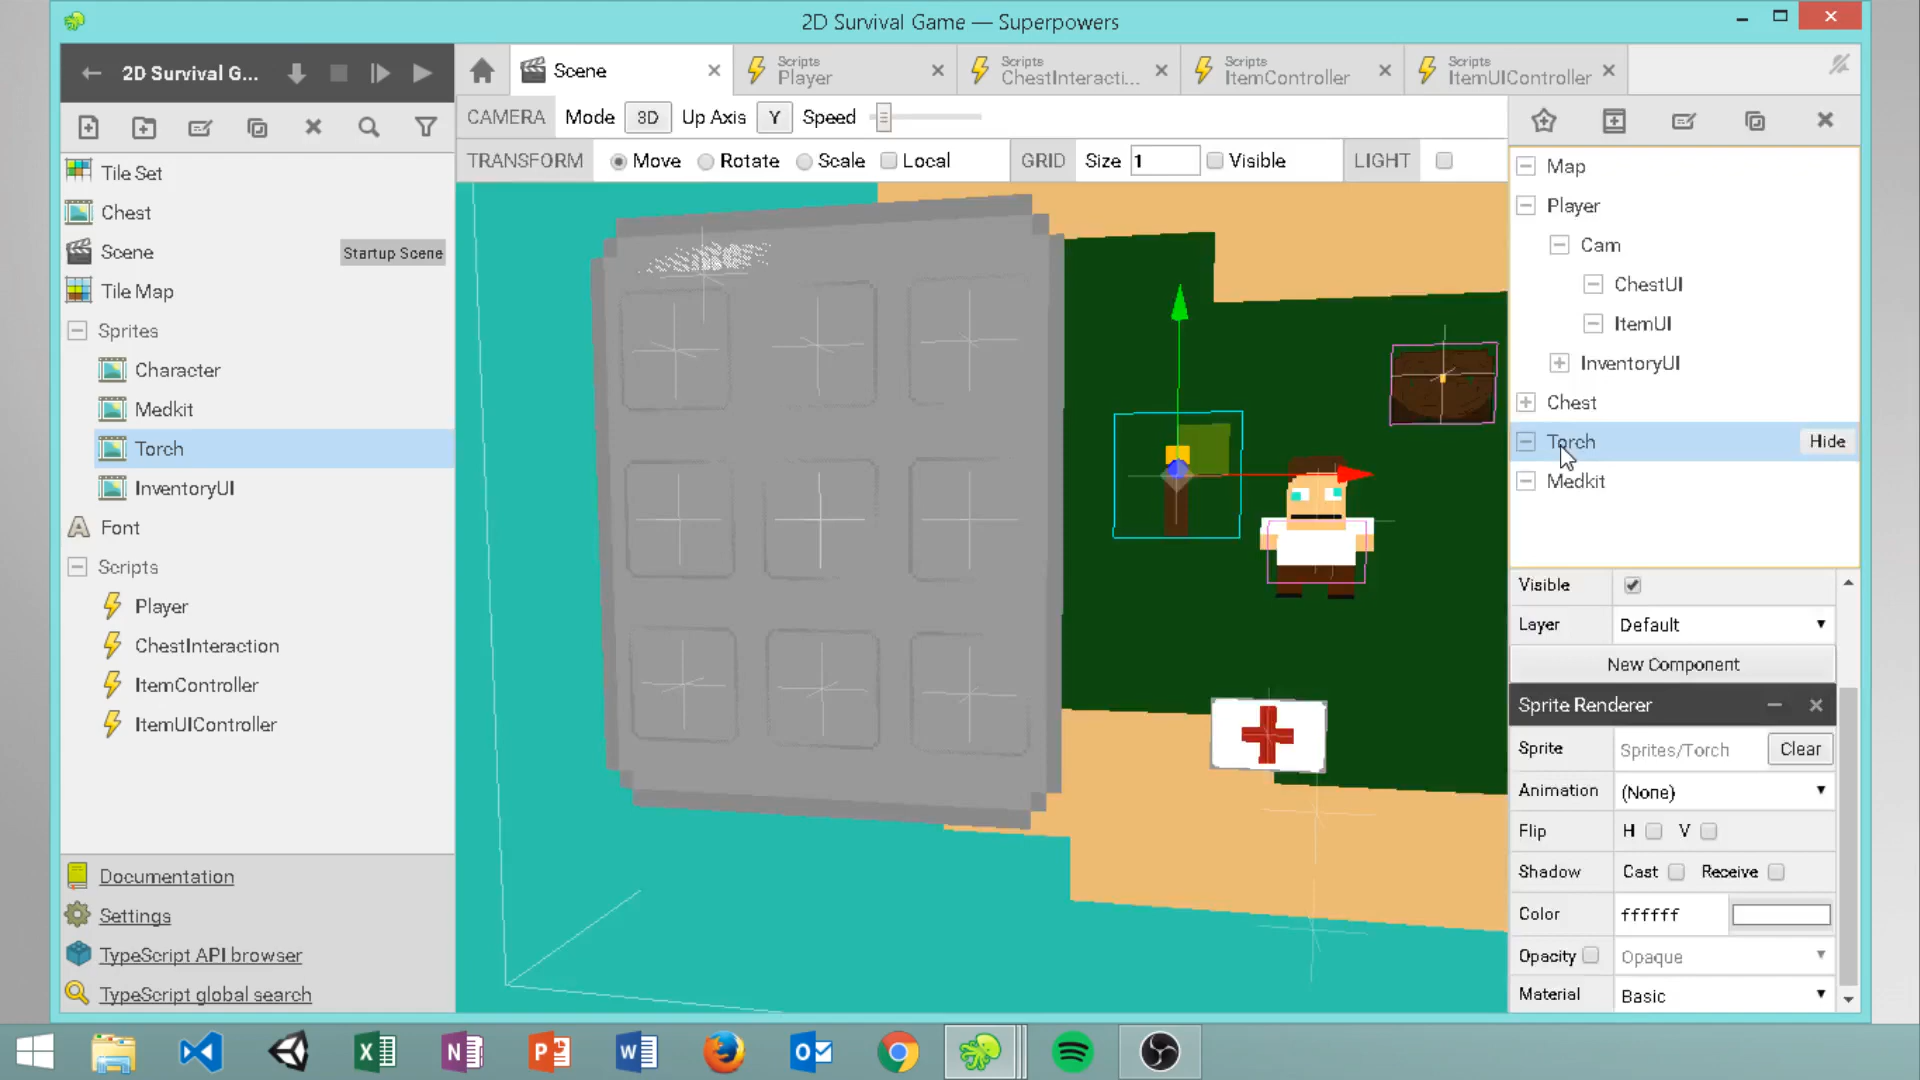 2D Survival Game — Superpowers
2D Survival G...
Scene
Scripts
Player
Scripts
ChestInteracti...
Scripts
ItemController
Scripts
ItemUIController
CAMERA Mode 3D Up Axis Y Speed
TRANSFORM Move Rotate Scale Local GRID Size 1 Visible LIGHT
Tile Set
Chest
Scene Startup Scene
Tile Map
Sprites
Character
Medkit
Torch
InventoryUI
Font
Scripts
Player
ChestInteraction
ItemController
ItemUIController
Documentation
Settings
TypeScript API browser
TypeScript global search
Map
Player
Cam
ChestUI
ItemUI
InventoryUI
Chest
Torch Hide
Medkit
Visible
Layer Default
New Component
Sprite Renderer
Sprite Sprites/Torch Clear
Animation (None)
Flip H V
Shadow Cast Receive
Color ffffff
Opacity Opaque
Material Basic